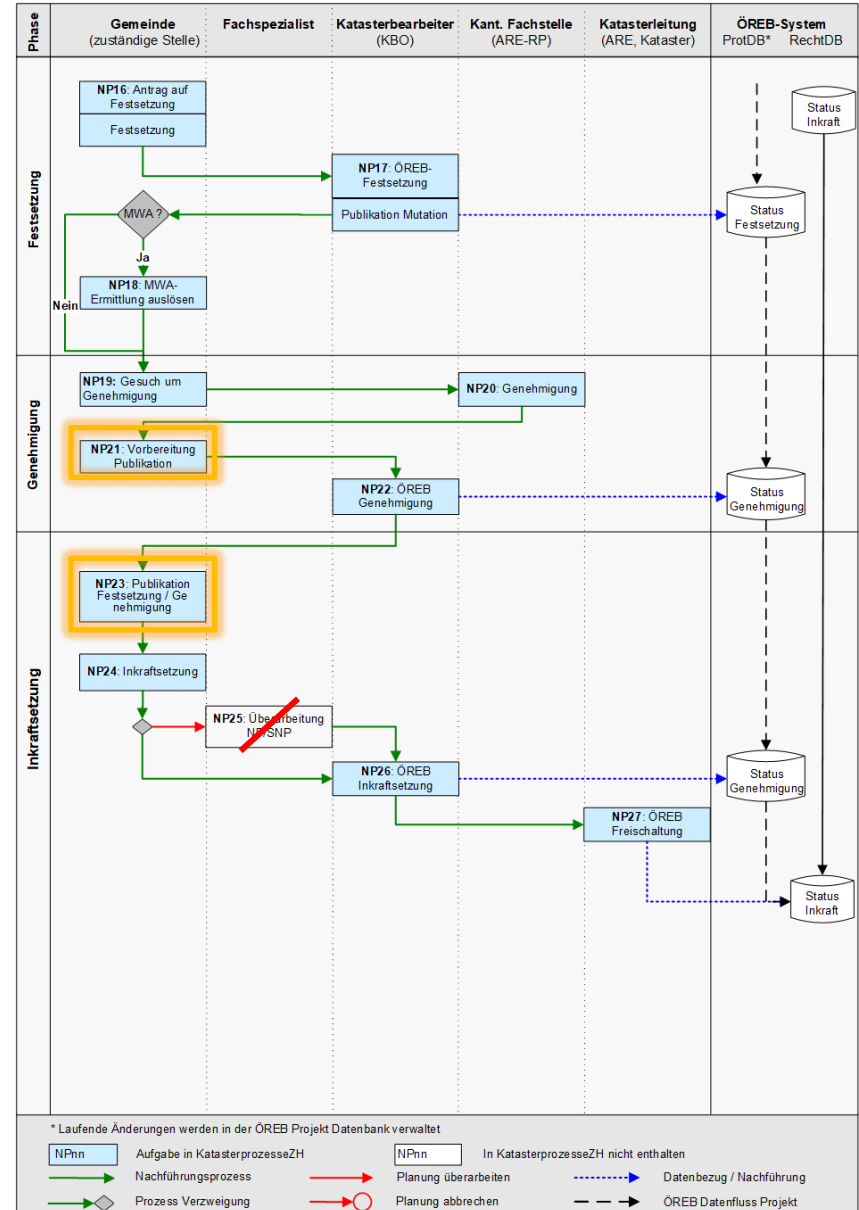 Phase
Gemeinde
(zuständige Stelle)
Fachspezialist
Katasterbearbeiter
(KBO)
Kant. Fachstelle
(ARE-RP)
Katasterleitung
(ARE, Kataster)
ÖREB-System
ProtDB* RechtDB
Festsetzung
NP16: Antrag auf
Festsetzung
Festsetzung
Status
Inkraft
NP17: ÖREB-
Festsetzung
Publikation Mutation
MWA ?
Status
Festsetzung
Ja
NP18: MWA-
Ermittlung auslösen
Nein
Genehmigung
NP19: Gesuch um
Genehmigung
NP20: Genehmigung
NP21: Vorbereitung
Publikation
NP22: ÖREB
Genehmigung
Status
Genehmigung
Inkraftsetzung
NP23: Publikation
Festsetzung / Ge
nehmigung
NP24: Inkraftsetzung
NP25: Überarbeitung
NP/SNP
NP26: ÖREB
Inkraftsetzung
Status
Genehmigung
NP27: ÖREB
Freischaltung
Status
Inkraft
* Laufende Änderungen werden in der ÖREB Projekt Datenbank verwaltet
NPnn Aufgabe in KatasterprozesseZH NPnn In KatasterprozesseZH nicht enthalten
Nachführungsprozess Planung überarbeiten Datenbezug / Nachführung
Prozess Verzweigung Planung abbrechen ÖREB Datenfluss Projekt